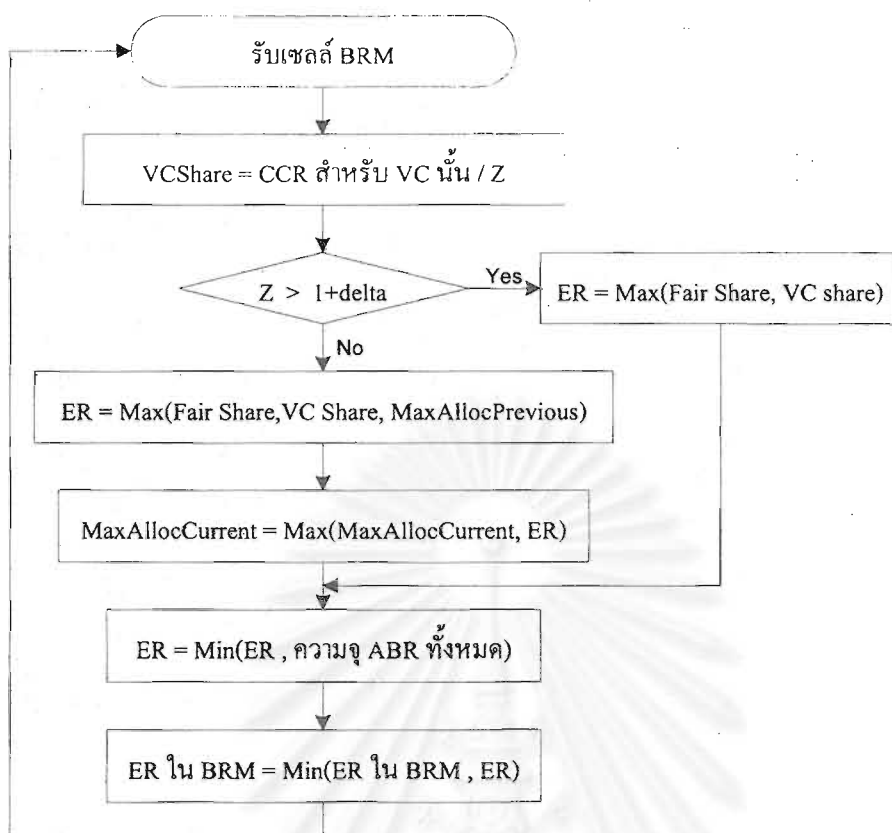 รับเซลล์ BRM
VCShare = CCR สำหรับ VC นั้น / Z
Z > 1+delta
Yes
ER = Max(Fair Share, VC share)
No
ER = Max(Fair Share,VC Share, MaxAllocPrevious)
MaxAllocCurrent = Max(MaxAllocCurrent, ER)
ER = Min(ER , ความจุ ABR ทั้งหมด)
ER ใน BRM = Min(ER ใน BRM , ER)